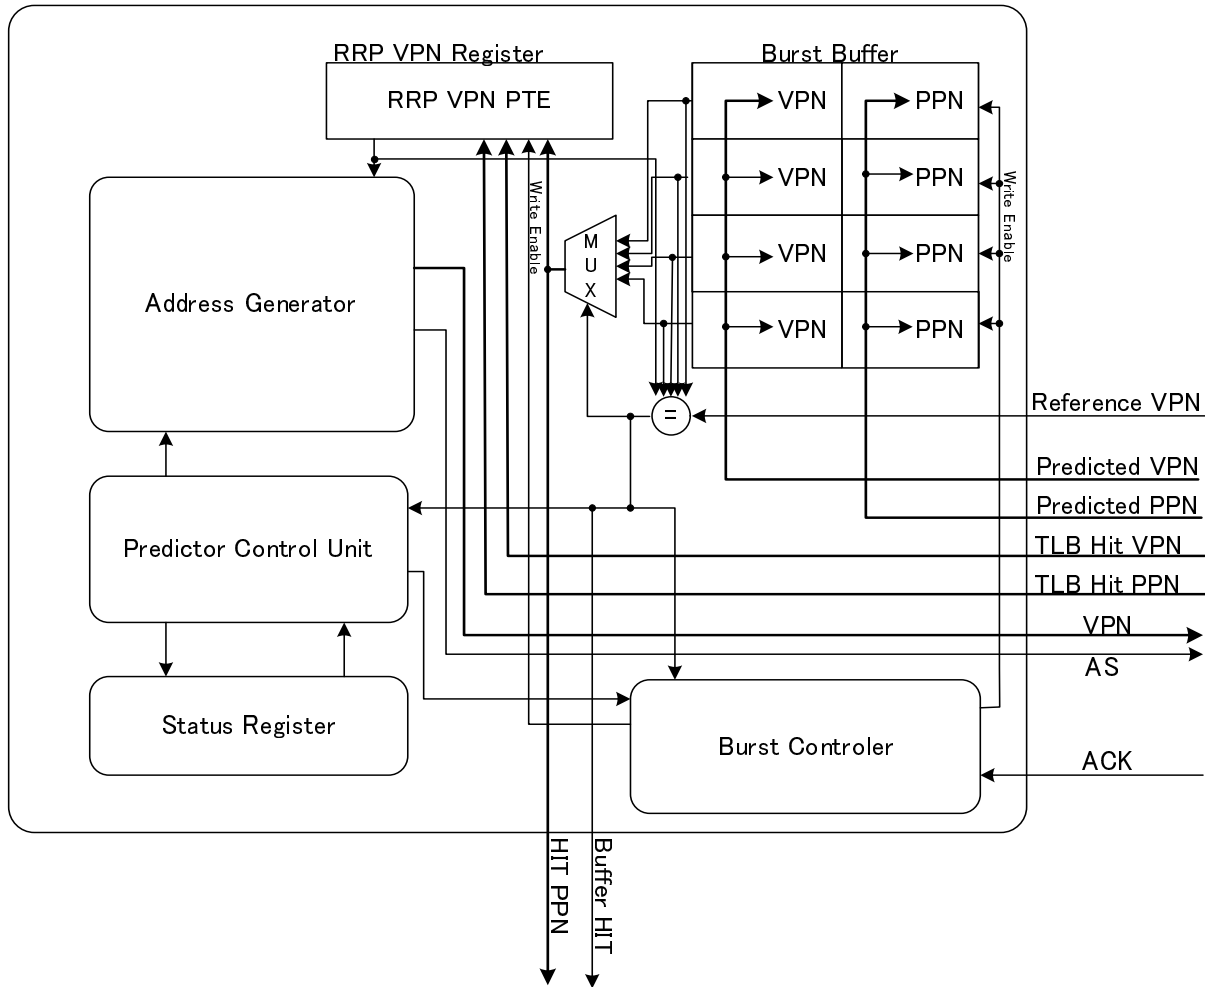 RRP VPN Register
Burst Buffer
RRP VPN PTE
VPN
PPN
VPN
PPN
Write Enable
Write Enable
M
U
X
VPN
PPN
Address Generator
VPN
PPN
Reference VPN
=
Predicted VPN
Predicted PPN
Predictor Control Unit
TLB Hit VPN
TLB Hit PPN
VPN
AS
Status Register
Burst Controler
ACK
HIT PPN
Buffer HIT